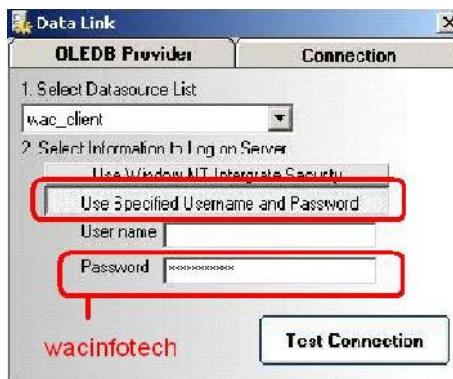 Data Link
OLEDB Provider
Connection
1. Select Datasource List
wac_client
2. Select Information to Log on Server
Use Window NT Intergrate Security
Use Specified Username and Password
User name
Password **********
wacinfotech
Test Connection